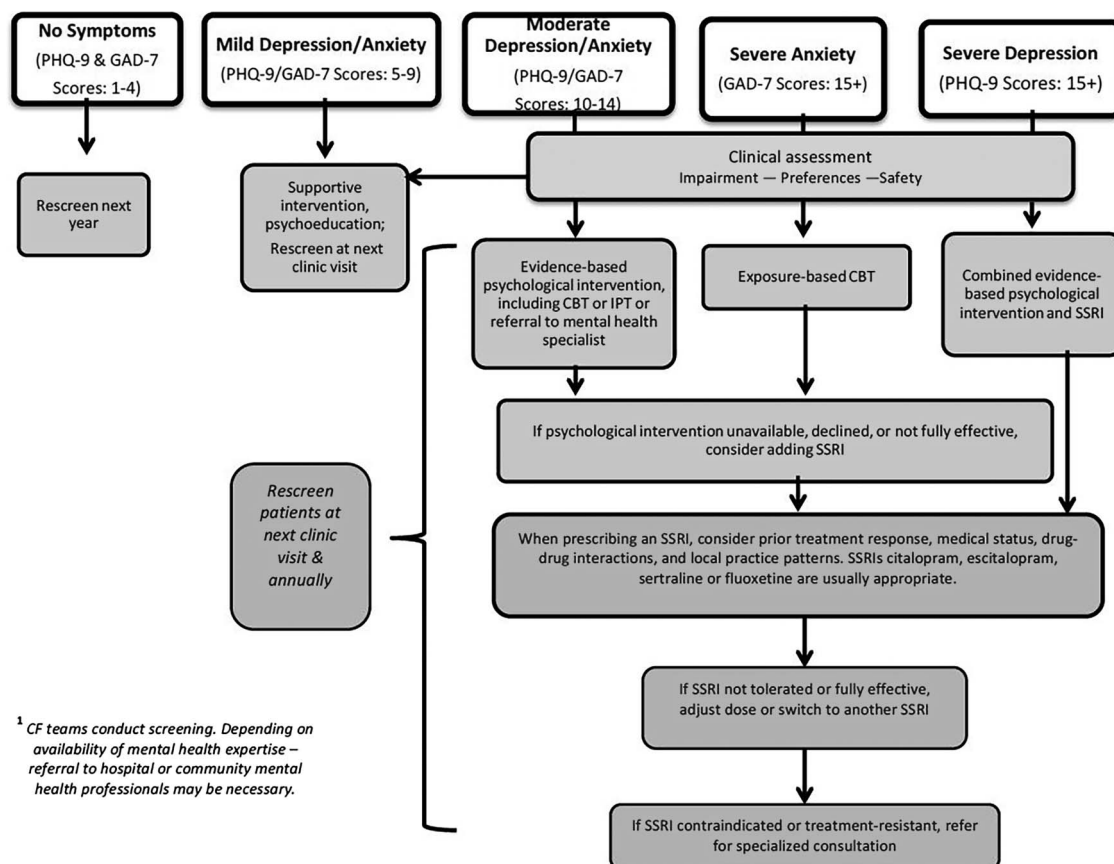 No Symptoms
(PHQ-9 & GAD-7
Scores: 1-4)
Mild Depression/Anxiety
(PHQ-9/GAD-7 Scores: 5-9)
Moderate
Depression/Anxiety
(PHQ-9/GAD-7
Scores: 10-14)
Severe Anxiety
(GAD-7 Scores: 15+)
Severe Depression
(PHQ-9 Scores: 15+)
Clinical assessment
Impairment — Preferences —Safety
Rescreen next
year
Supportive
intervention,
psychoeducation;
Rescreen at next
clinic visit
Evidence-based
psychological intervention,
including CBT or IPT or
referral to mental health
specialist
Exposure-based CBT
Combined evidence-
based psychological
intervention and SSRI
If psychological intervention unavailable, declined, or not fully effective,
consider adding SSRI
Rescreen
patients at
next clinic
visit &
annually
When prescribing an SSRI, consider prior treatment response, medical status, drug-
drug interactions, and local practice patterns. SSRIs citalopram, escitalopram,
sertraline or fluoxetine are usually appropriate.
If SSRI not tolerated or fully effective,
adjust dose or switch to another SSRI
1 CF teams conduct screening. Depending on
availability of mental health expertise –
referral to hospital or community mental
health professionals may be necessary.
If SSRI contraindicated or treatment-resistant, refer
for specialized consultation